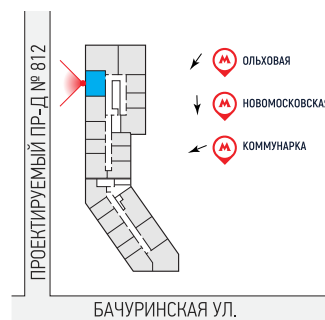 ПРОЕКТИРУЕМЫЙ ПР-Д № 812
ОЛЬХОВАЯ
НОВОМОСКОВСКАЯ
КОММУНАРКА
БАЧУРИНСКАЯ УЛ.